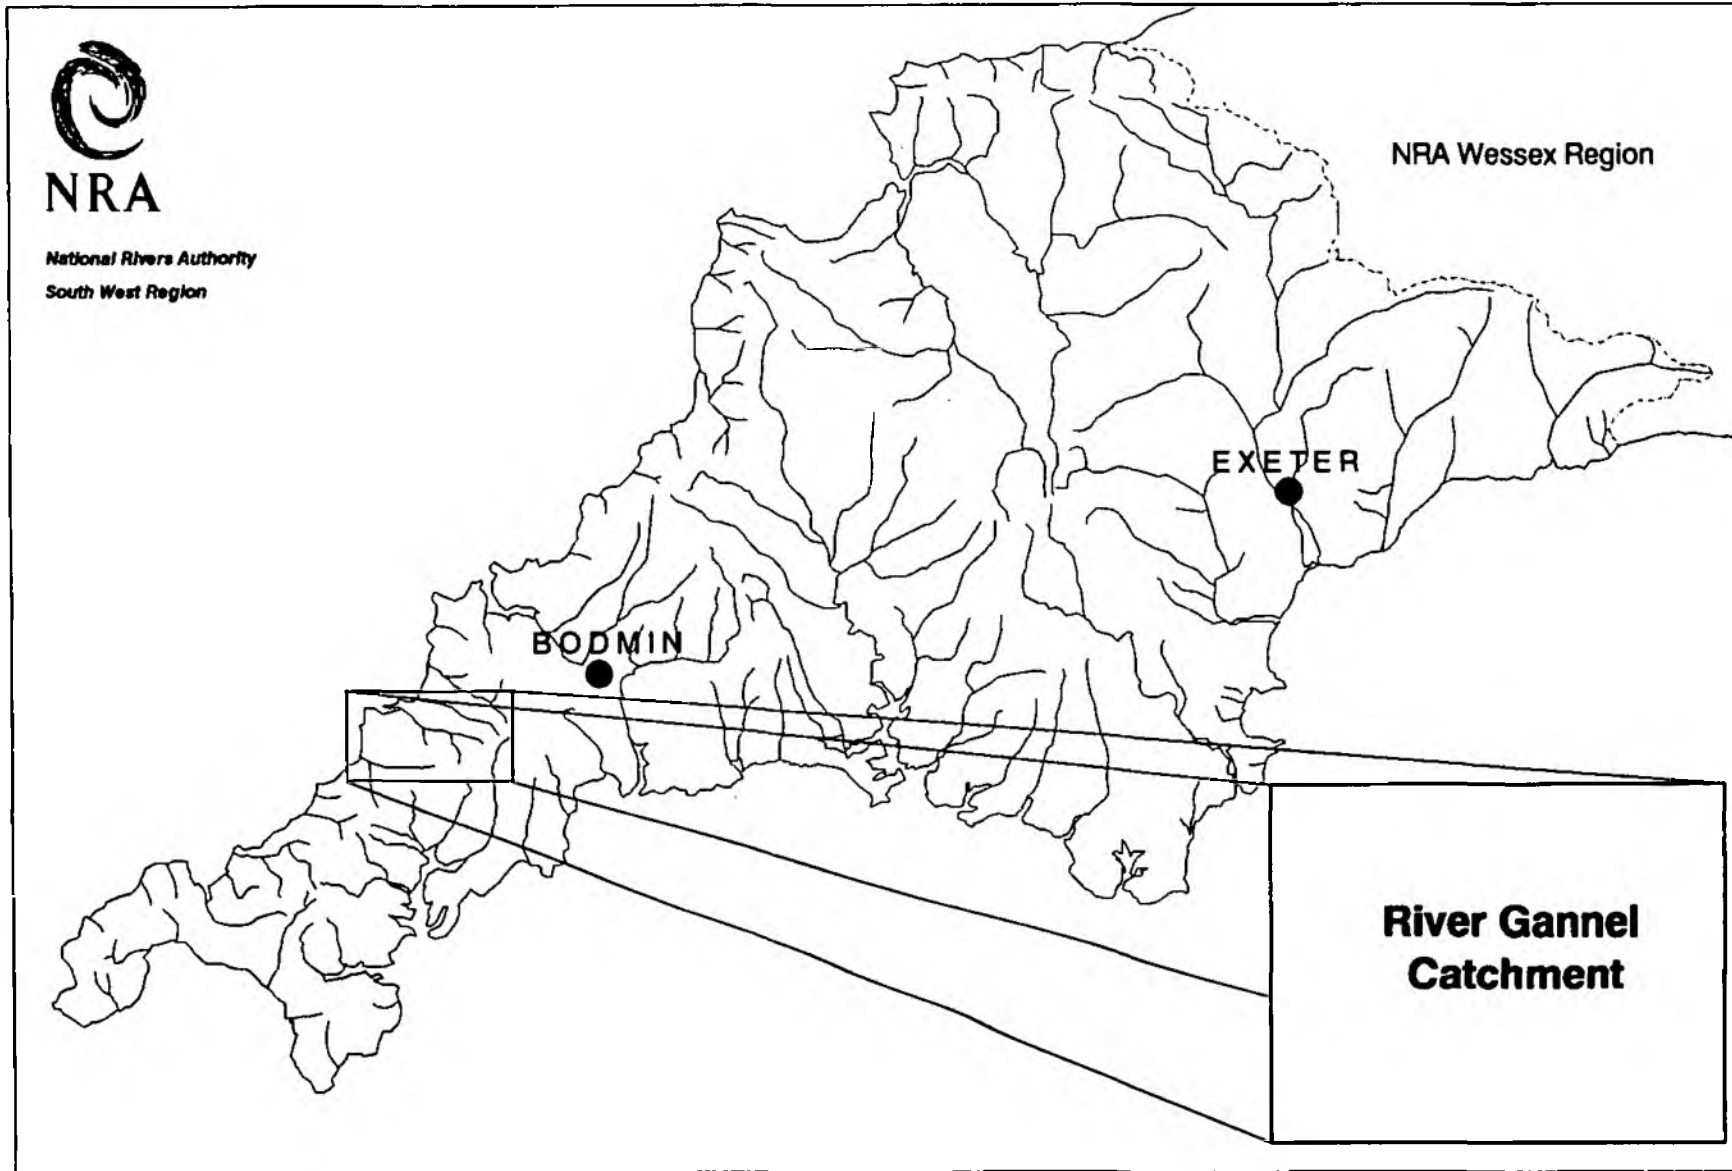 NRA
National Rivers Authority
South West Region
NRA Wessex Region
EXETER
BODMIN
River Gannel
Catchment